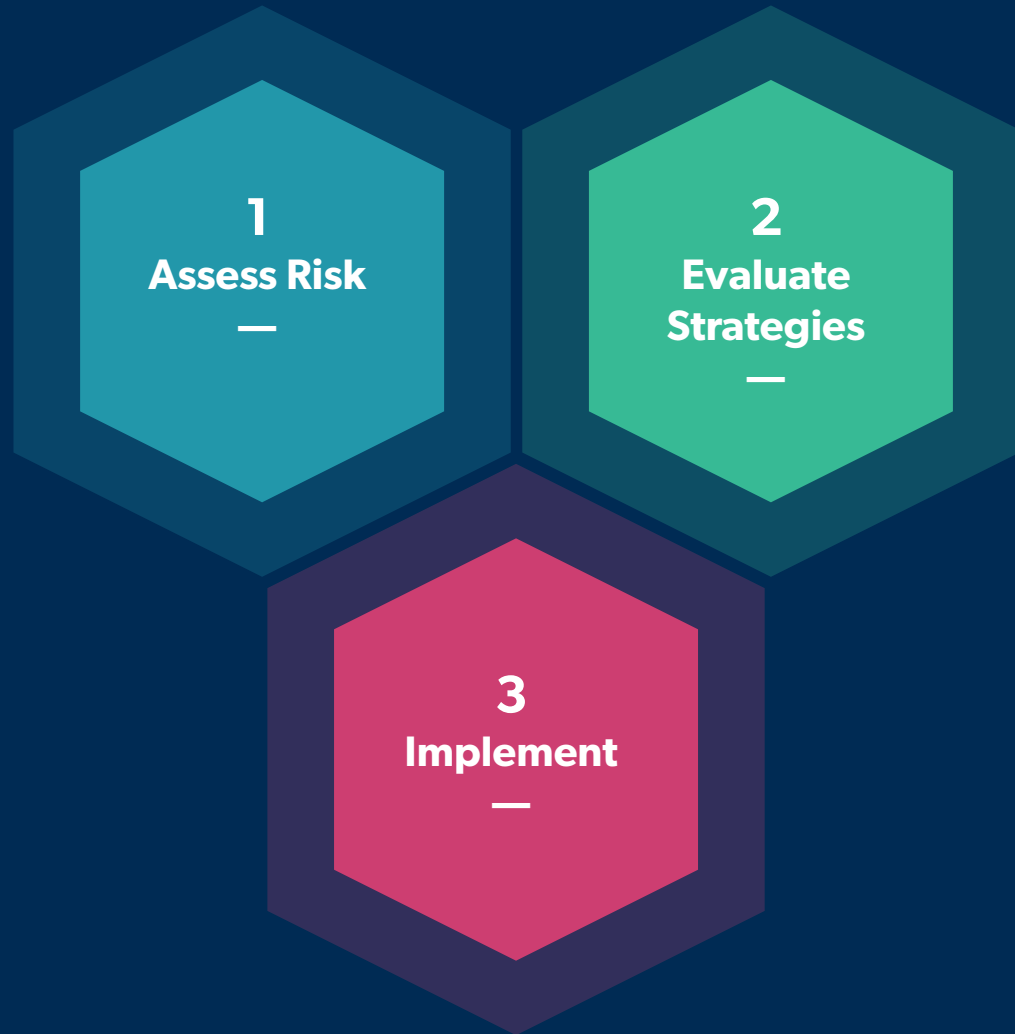 1
Assess Risk
—
2
Evaluate
Strategies
—
3
Implement
—